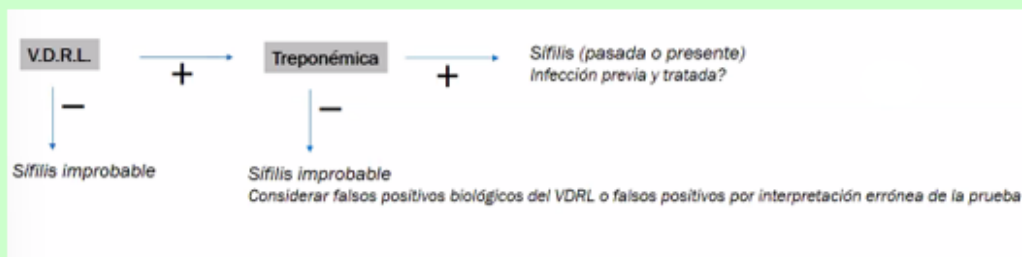 V.D.R.L.
+
Treponémica
+
Sífilis (pasada o presente)
Infección previa y tratada?
–
–
Sífilis improbable
Sífilis improbable
Considerar falsos positivos biológicos del VDRL o falsos positivos por interpretación errónea de la prueba